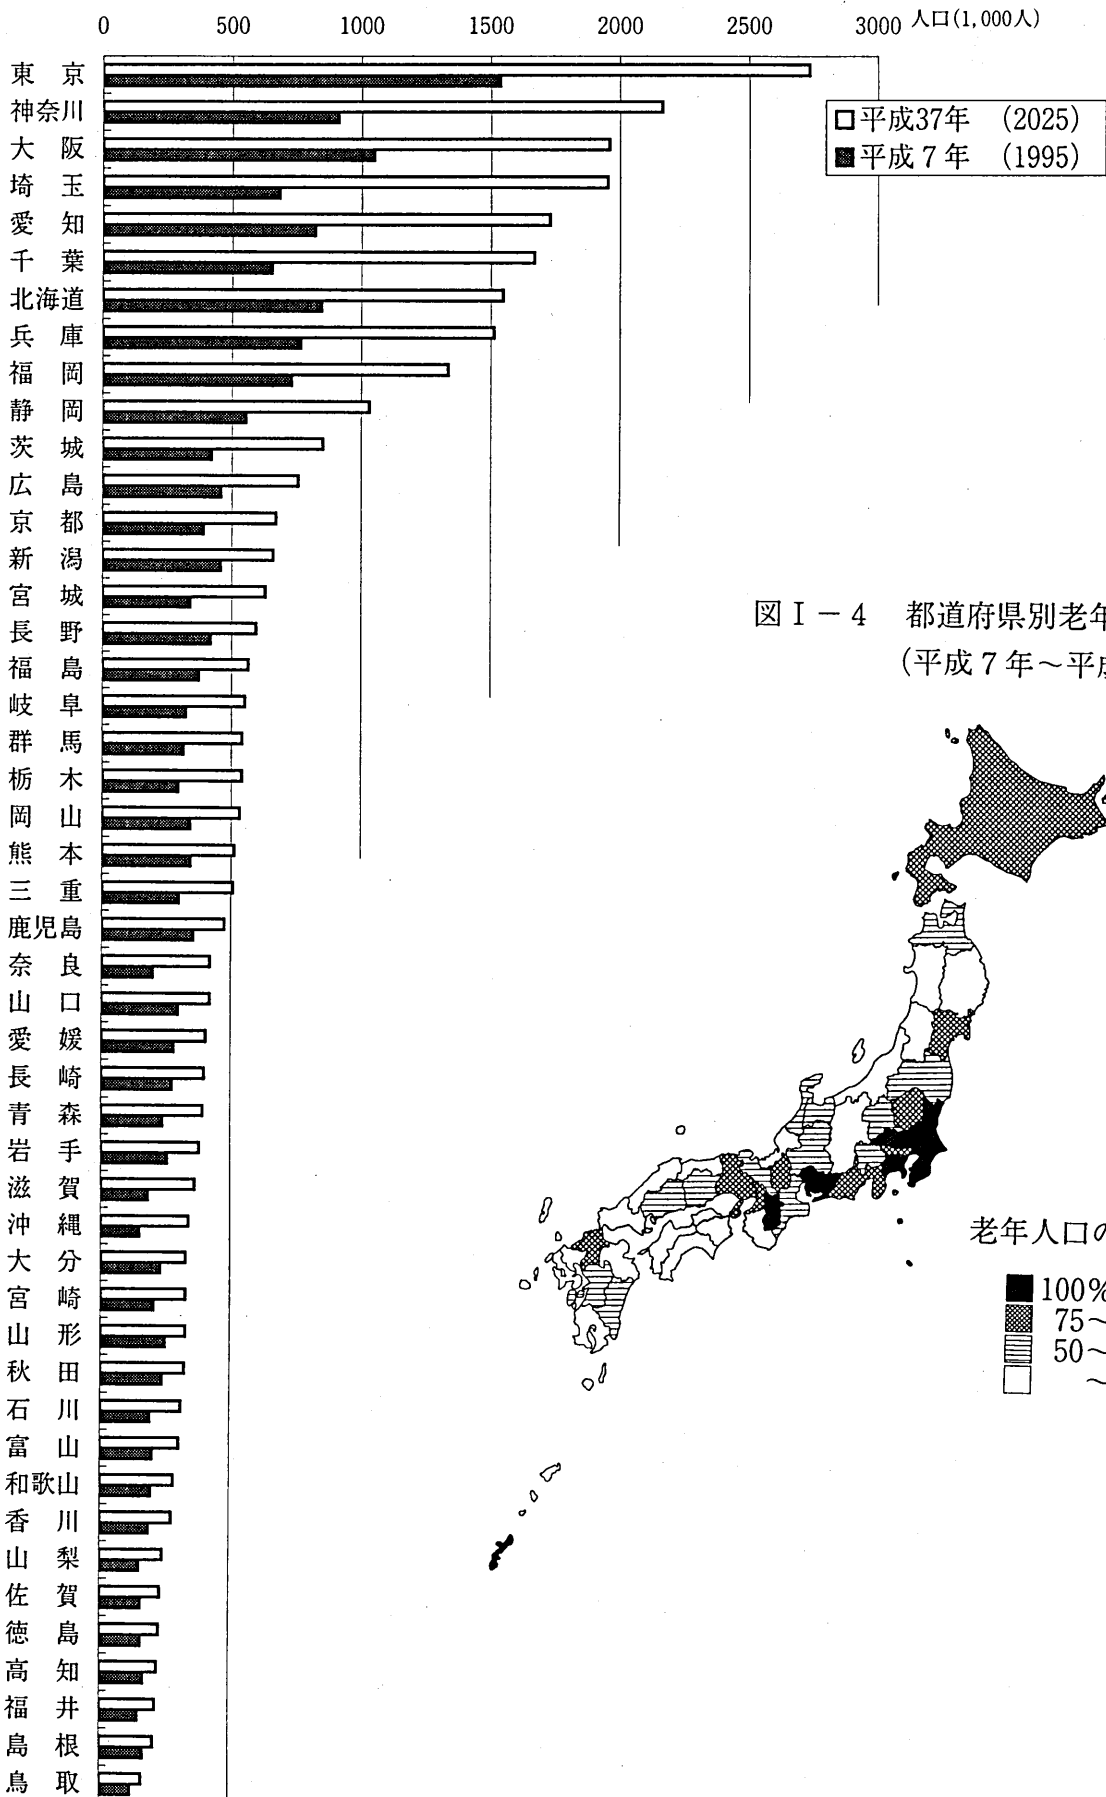 0 500 1000 1500 2000 2500 3000 人口(1,000人)
□平成37年 (2025)
■平成7年 (1995)
東京
神奈川
大阪
埼玉
愛知
千葉
北海道
兵庫
福岡
静岡
茨城
広島
京都
新潟
宮城
長野
福島
岐阜
群馬
栃木
岡山
熊本
三重
鹿児島
奈良
山口
愛媛
長崎
青森
岩手
滋賀
沖縄
大分
宮崎
山形
秋田
石川
富山
和歌山
香川
山梨
佐賀
徳島
高知
福井
島根
鳥取
図Ⅰ-4 都道府県別老年
(平成7年~平成
老年人口の
100%
75~
50~
~